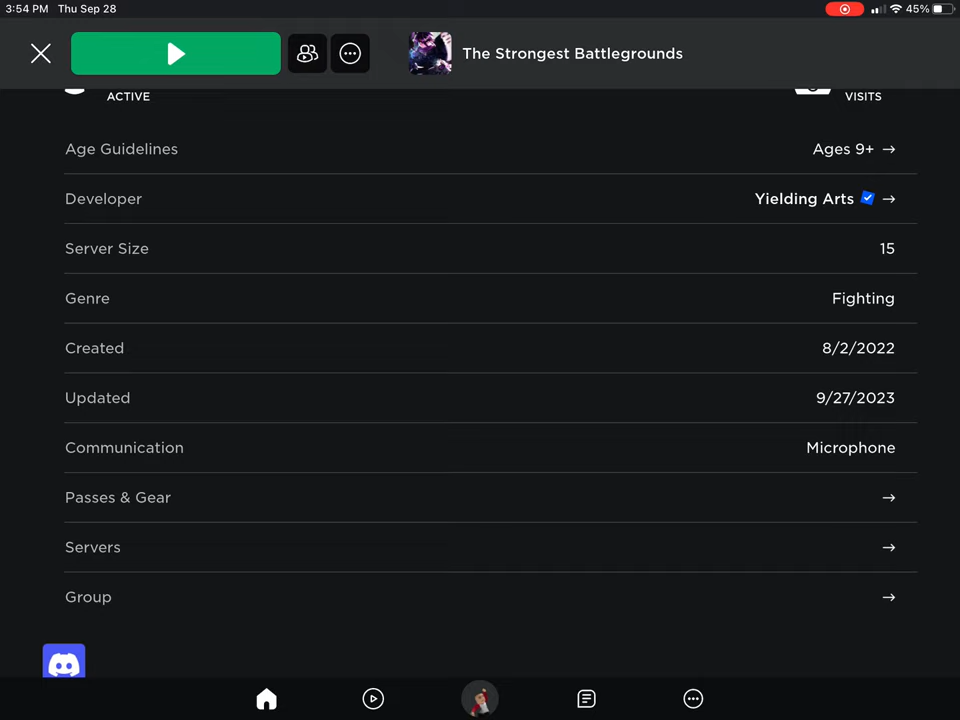 3:54 PM Thu Sep 28 45%
The Strongest Battlegrounds
ACTIVE VISITS
Age Guidelines Ages 9+ →
Developer Yielding Arts →
Server Size 15
Genre Fighting
Created 8/2/2022
Updated 9/27/2023
Communication Microphone
Passes & Gear →
Servers →
Group →